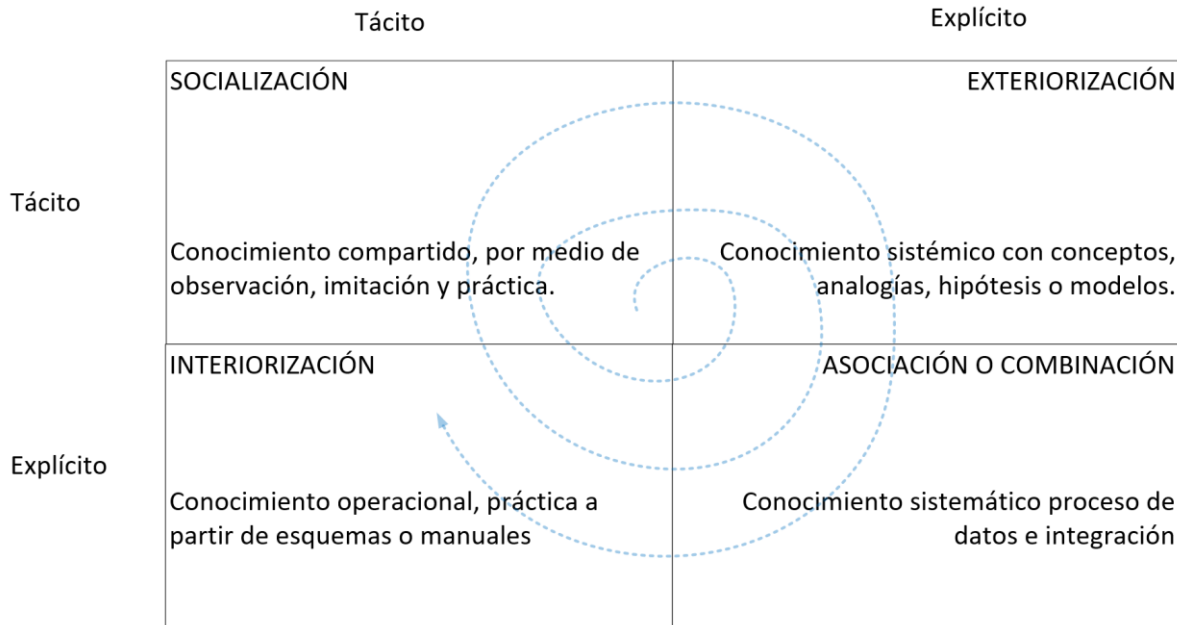 Tácito
Explícito
SOCIALIZACIÓN
EXTERIORIZACIÓN
Tácito
Conocimiento compartido, por medio de
observación, imitación y práctica.
Conocimiento sistémico con conceptos,
analogías, hipótesis o modelos.
INTERIORIZACIÓN
ASOCIACIÓN O COMBINACIÓN
Explícito
Conocimiento operacional, práctica a
partir de esquemas o manuales
Conocimiento sistemático proceso de
datos e integración